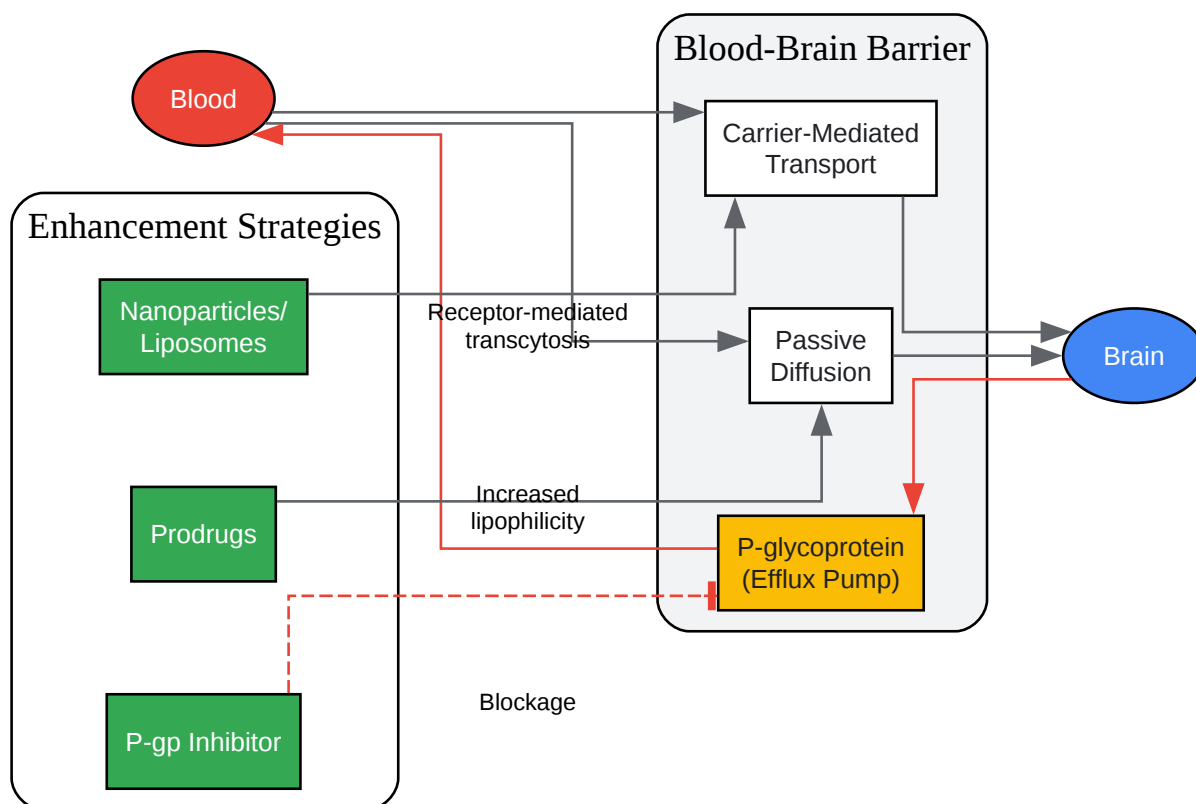 Blood-Brain Barrier
Blood
Carrier-Mediated
Transport
Enhancement Strategies
Nanoparticles/
Liposomes
Receptor-mediated
transcytosis
Passive
Diffusion
Brain
Prodrugs
Increased
lipophilicity
P-glycoprotein
(Efflux Pump)
P-gp Inhibitor
Blockage